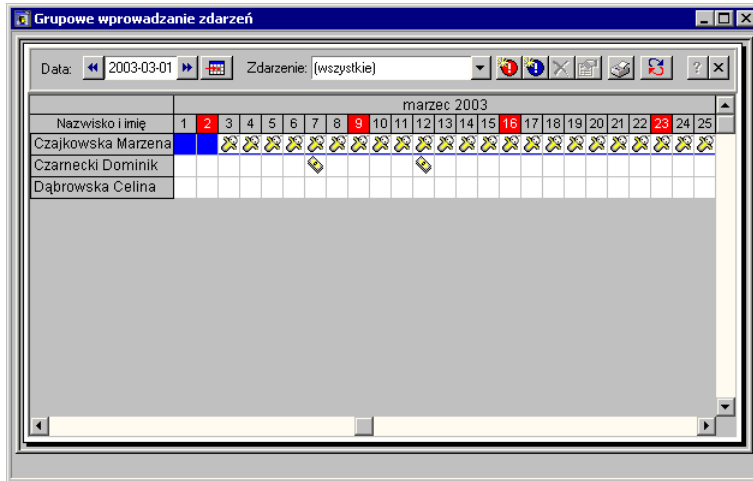 Grupowe wprowadzanie zdarzeń
Data: 2003-03-01 Zdarzenie: (wszystkie) ?
marzec 2003
Nazwisko i imię 1 2 3 4 5 6 7 8 9 10 11 12 13 14 15 16 17 18 19 20 21 22 23 24 25
Czajkowska Marzena
Czarnecki Dominik
Dąbrowska Celina